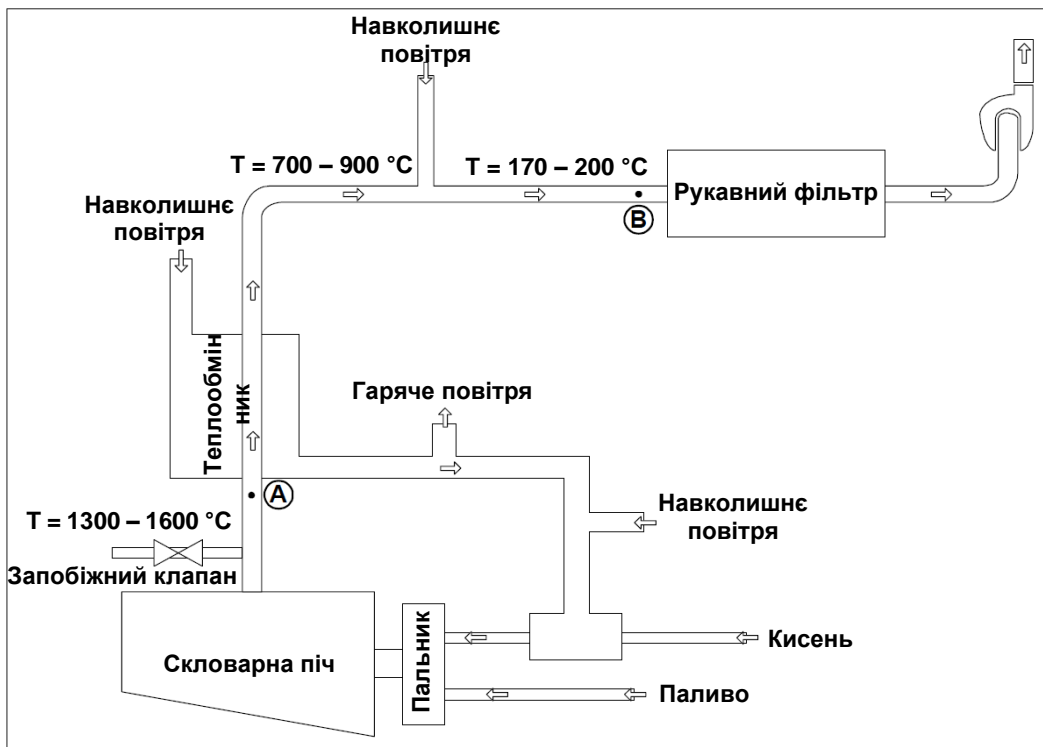 Навколишнє
повітря
T = 700 – 900 °C
T = 170 – 200 °C
Рукавний фільтр
B
Навколишнє
повітря
Теплообмін
ник
Гаряче повітря
A
T = 1300 – 1600 °C
Навколишнє
повітря
Запобіжний клапан
Скловарна піч
Пальник
Кисень
Паливо